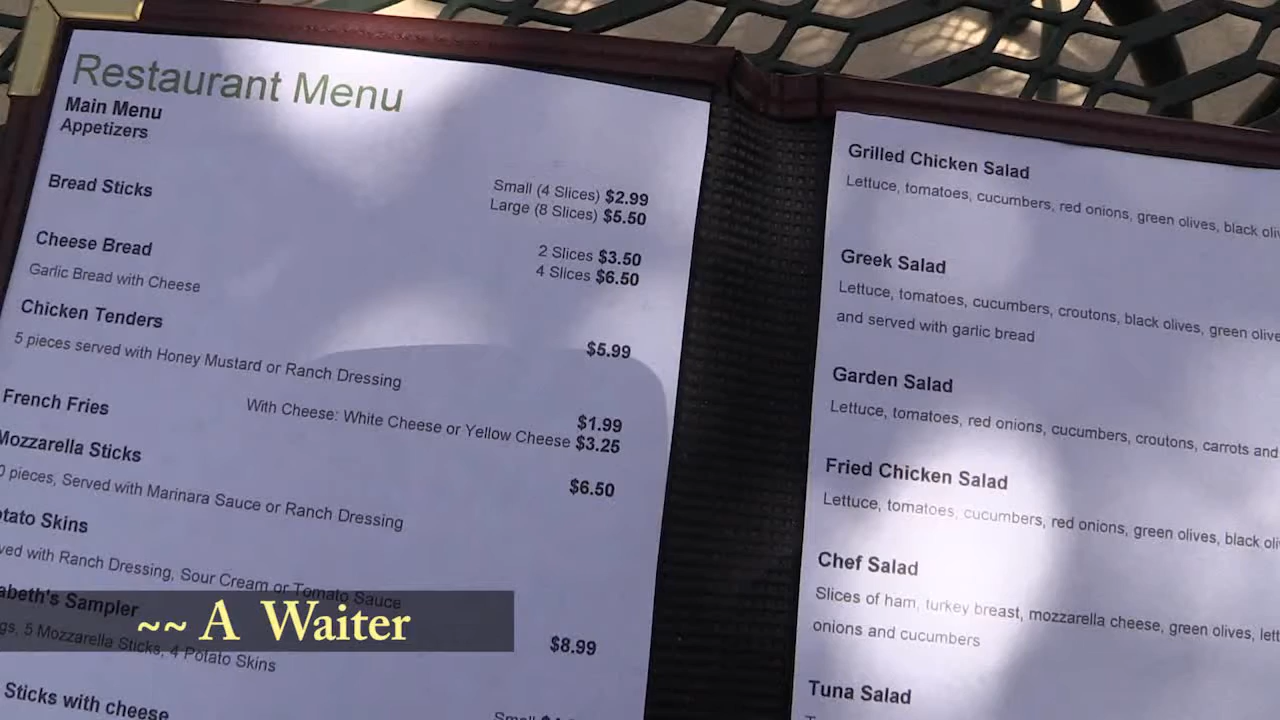 Restaurant Menu
Main Menu
Appetizers
Bread Sticks
Small (4 Slices) $2.99
Large (8 Slices) $5.50
Cheese Bread
2 Slices $3.50
4 Slices $6.50
Garlic Bread with Cheese
Chicken Tenders
$5.99
5 pieces served with Honey Mustard or Ranch Dressing
French Fries
$1.99
With Cheese: White Cheese or Yellow Cheese $3.25
Mozzarella Sticks
$6.50
pieces, Served with Marinara Sauce or Ranch Dressing
Skins
with Ranch Dressing, Sour Cream or Tomato Sauce
Sampler
$8.99
5 Mozzarella Sticks, 4 Potato Skins
Sticks with cheese
~~ A Waiter
Grilled Chicken Salad
Lettuce, tomatoes, cucumbers, red onions, green olives, black
Greek Salad
Lettuce, tomatoes, cucumbers, croutons, black olives, green
and served with garlic bread
Garden Salad
Lettuce, tomatoes, red onions, cucumbers, croutons, carrots and
Fried Chicken Salad
Lettuce, tomatoes, cucumbers, red onions, green olives, black
Chef Salad
Slices of ham, turkey breast, mozzarella cheese, green olives,
onions and cucumbers
Tuna Salad